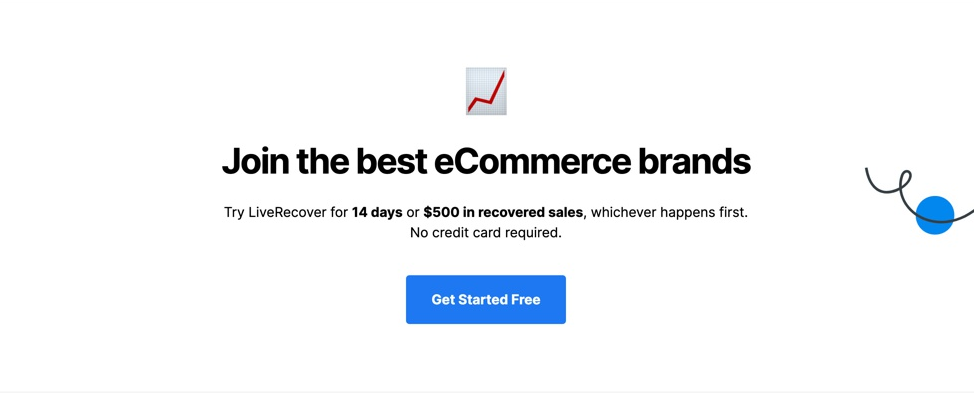 Join the best eCommerce brands
Try LiveRecover for 14 days or $500 in recovered sales, whichever happens first.
No credit card required.
Get Started Free